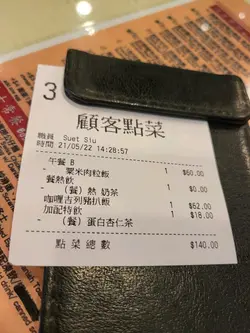 3
顧客點菜
職員 Suet Siu
時間 21/05/22 14:28:57
午餐 B
- 粟米肉粒飯 1 $60.00
餐熱飲
- (餐) 熱 奶茶 1 $0.00
咖喱吉列豬扒飯 1 $62.00
加配特飲 1 $18.00
- (餐) 蛋白杏仁茶
點菜總數 $140.00